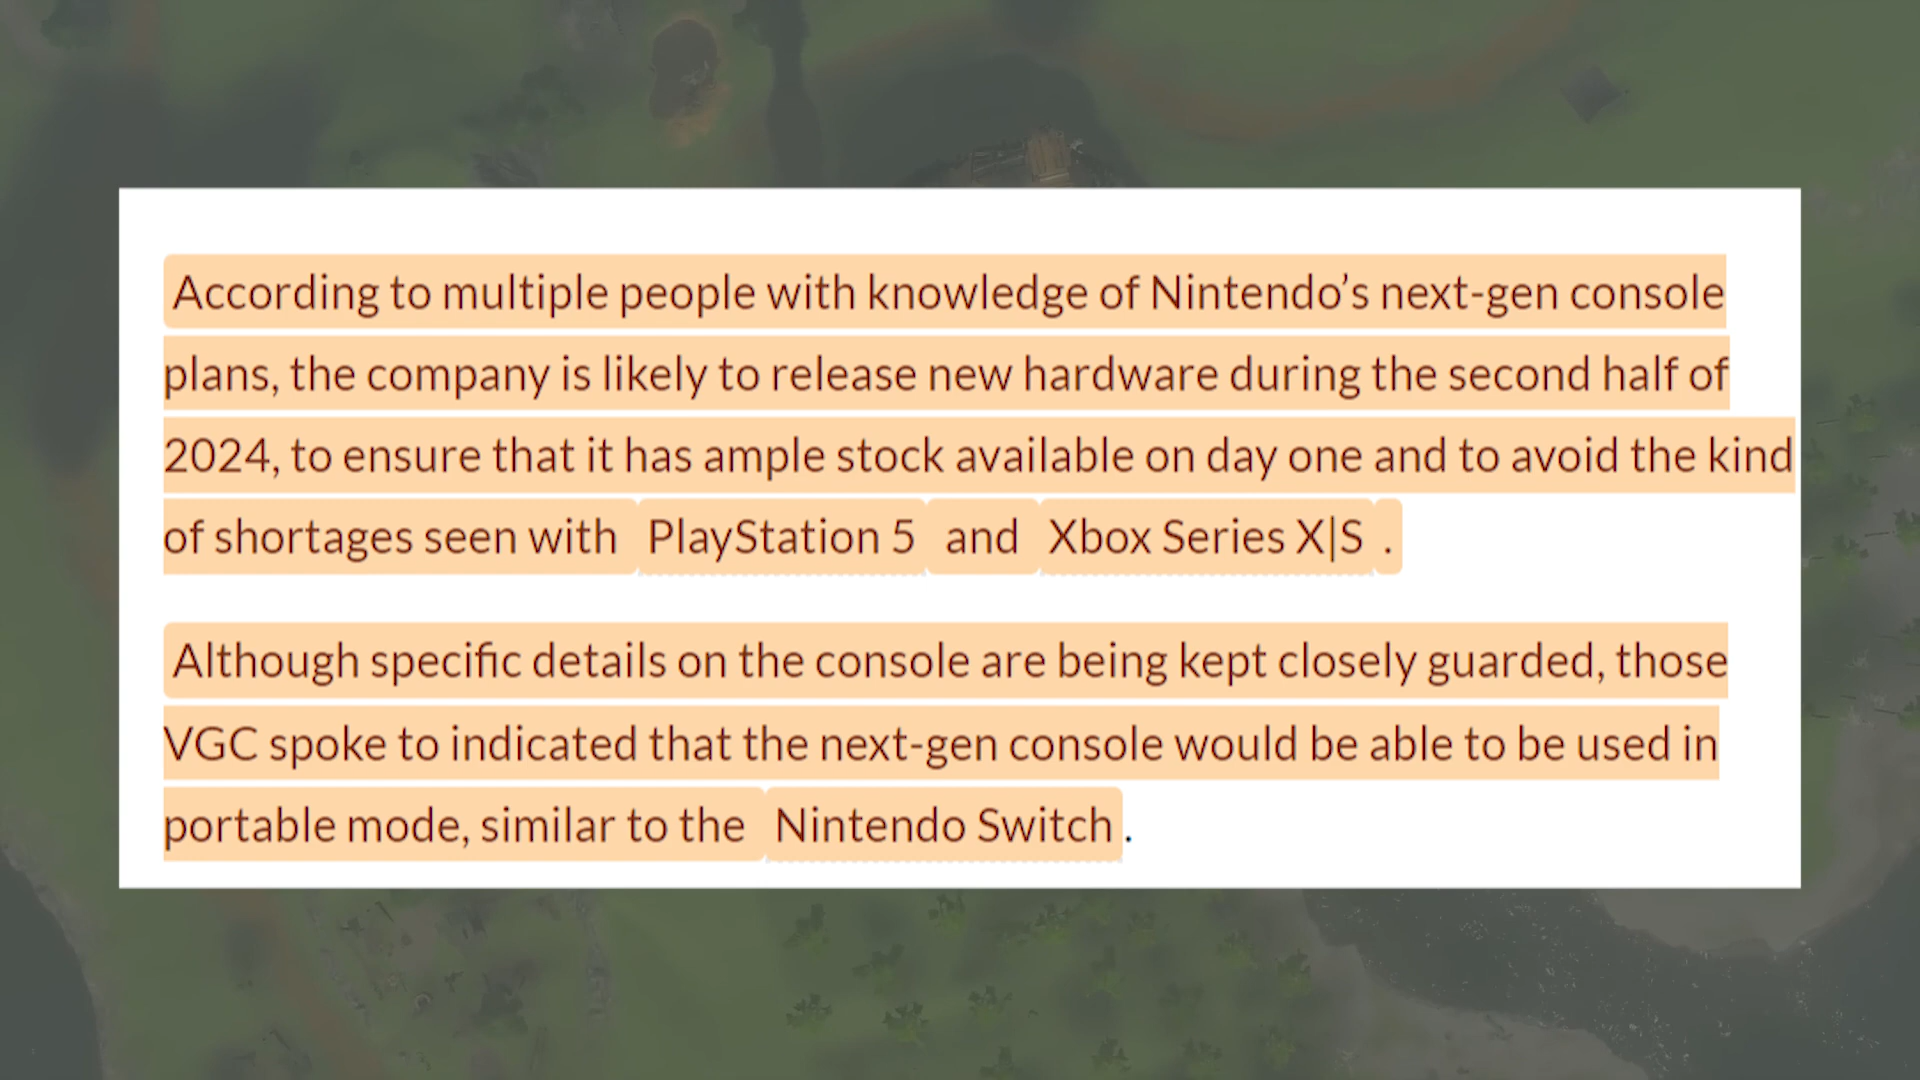 According to multiple people with knowledge of Nintendo’s next-gen console
plans, the company is likely to release new hardware during the second half of
2024, to ensure that it has ample stock available on day one and to avoid the kind
of shortages seen with PlayStation 5 and Xbox Series X|S .
Although specific details on the console are being kept closely guarded, those
VGC spoke to indicated that the next-gen console would be able to be used in
portable mode, similar to the Nintendo Switch .